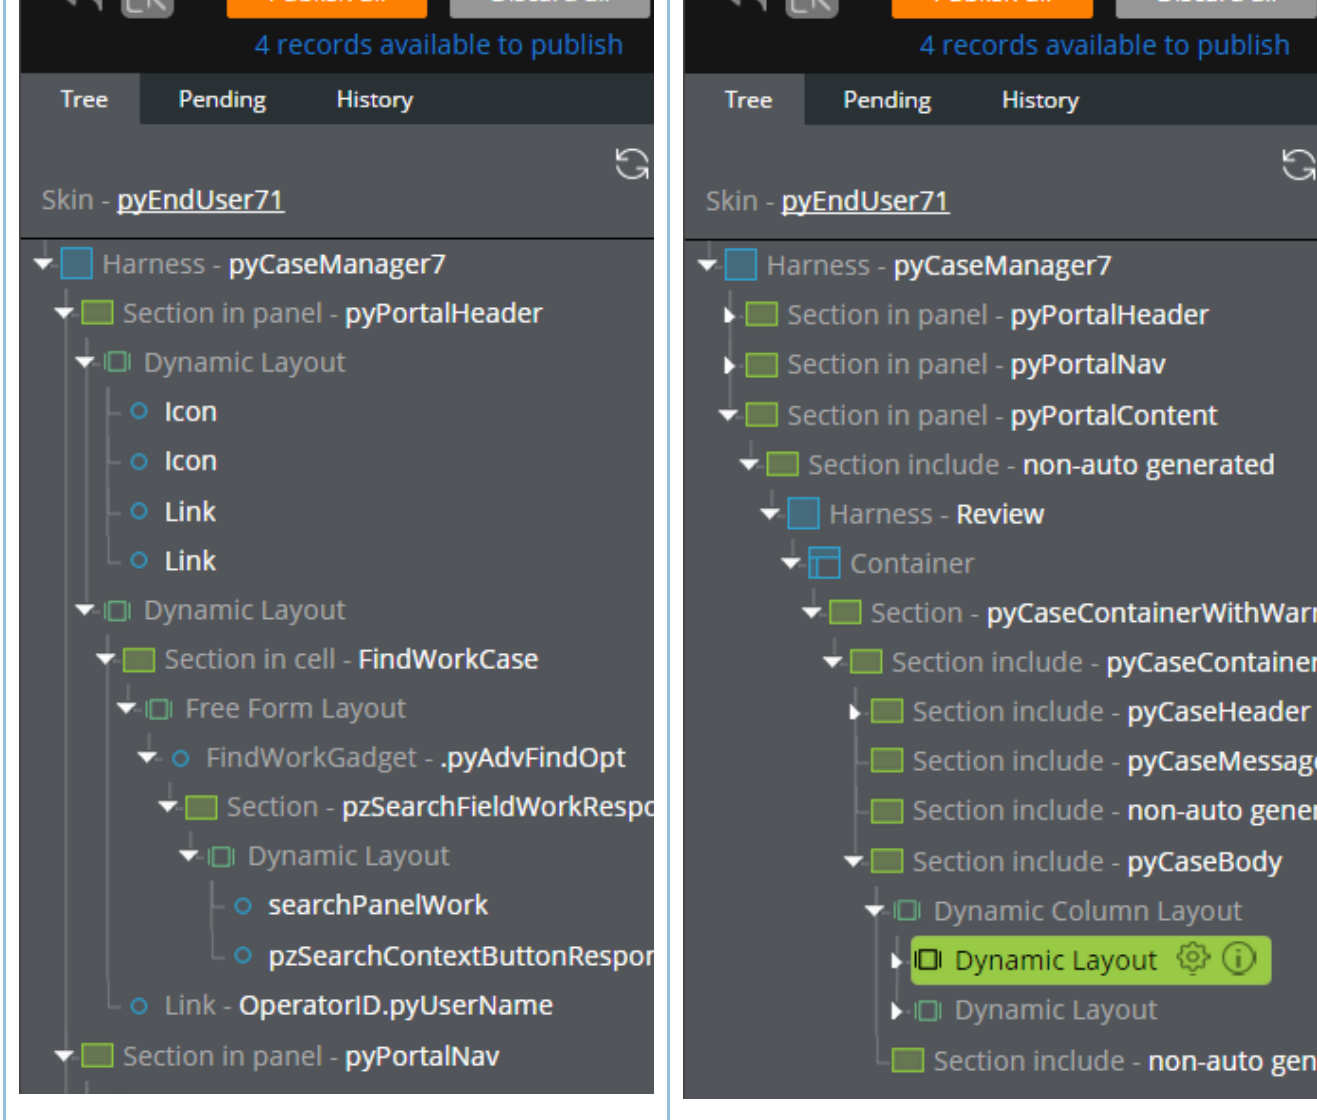 4 records available to publish
Tree Pending History
Skin - pyEndUser71
Harness - pyCaseManager7
Section in panel - pyPortalHeader
Dynamic Layout
Icon
Icon
Link
Link
Dynamic Layout
Section in cell - FindWorkCase
Free Form Layout
FindWorkGadget - .pyAdvFindOpt
Section - pzSearchFieldWorkRespo
Dynamic Layout
searchPanelWork
pzSearchContextButtonRespor
Link - OperatorID.pyUserName
Section in panel - pyPortalNav
4 records available to publish
Tree Pending History
Skin - pyEndUser71
Harness - pyCaseManager7
Section in panel - pyPortalHeader
Section in panel - pyPortalNav
Section in panel - pyPortalContent
Section include - non-auto generated
Harness - Review
Container
Section - pyCaseContainerWithWarr
Section include - pyCaseContainer
Section include - pyCaseHeader
Section include - pyCaseMessage
Section include - non-auto gener
Section include - pyCaseBody
Dynamic Column Layout
Dynamic Layout
Dynamic Layout
Section include - non-auto gen